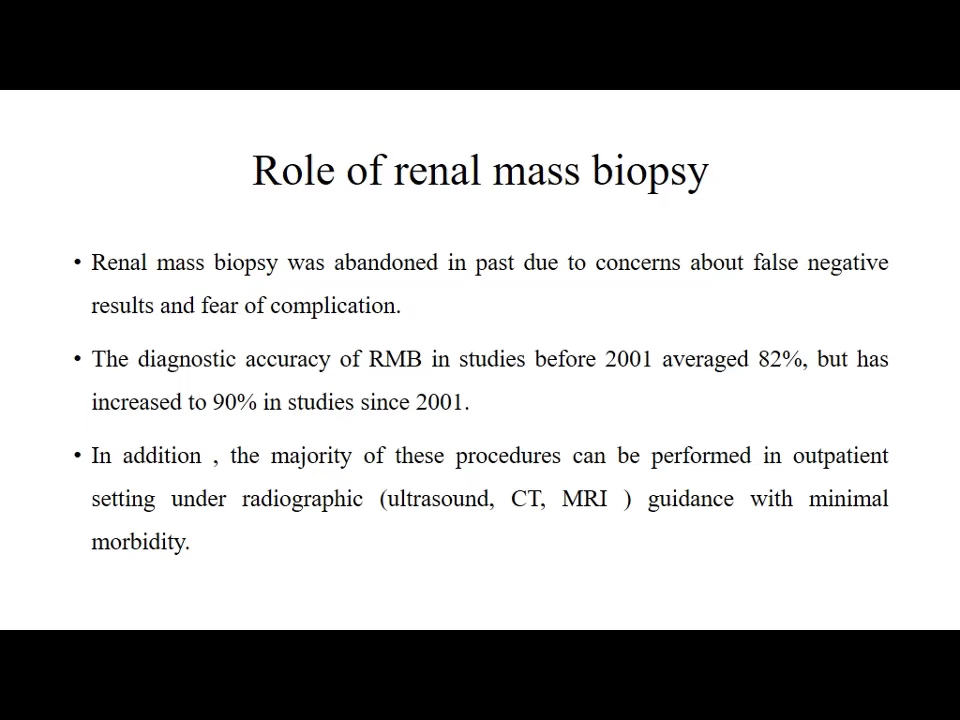 Role of renal mass biopsy
• Renal mass biopsy was abandoned in past due to concerns about false negative
results and fear of complication.
• The diagnostic accuracy of RMB in studies before 2001 averaged 82%, but has
increased to 90% in studies since 2001.
• In addition , the majority of these procedures can be performed in outpatient
setting under radiographic (ultrasound, CT, MRI ) guidance with minimal
morbidity.